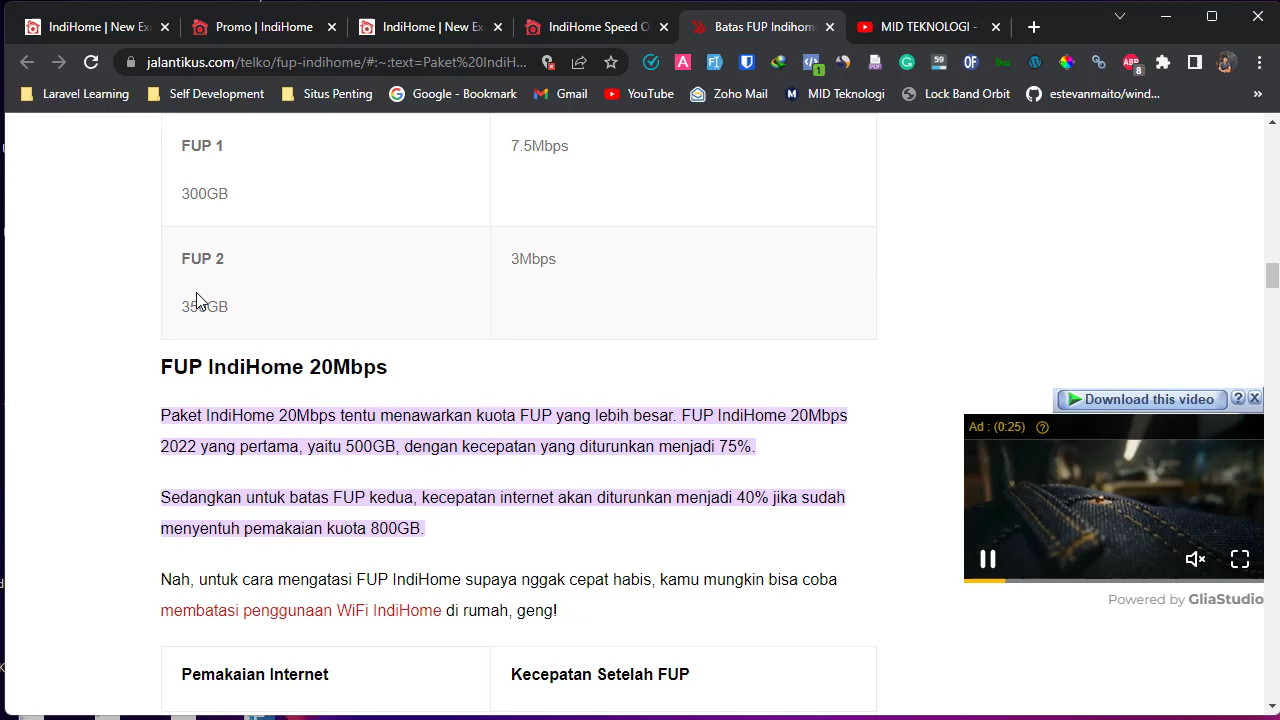 IndiHome | New Ex
Promo | IndiHome
IndiHome | New Ex
IndiHome Speed O
Batas FUP Indihom
MID TEKNOLOGI -
jalantikus.com/telko/fup-indihome/#:~:text=Paket%20IndiH...
1
59
OF
bw
ABP
8
Laravel Learning
Self Development
Situs Penting
Google - Bookmark
Gmail
YouTube
Zoho Mail
MID Teknologi
Lock Band Orbit
estevanmaito/wind...
FUP 1
7.5Mbps
300GB
FUP 2
3Mbps
FUP IndiHome 20Mbps
Paket IndiHome 20Mbps tentu menawarkan kuota FUP yang lebih besar. FUP IndiHome 20Mbps
2022 yang pertama, yaitu 500GB, dengan kecepatan yang diturunkan menjadi 75%.
Sedangkan untuk batas FUP kedua, kecepatan internet akan diturunkan menjadi 40% jika sudah
menyentuh pemakaian kuota 800GB.
Nah, untuk cara mengatasi FUP IndiHome supaya nggak cepat habis, kamu mungkin bisa coba
membatasi penggunaan WiFi IndiHome di rumah, geng!
Pemakaian Internet
Kecepatan Setelah FUP
Download this video
Ad : (0:25)
Powered by GliaStudio